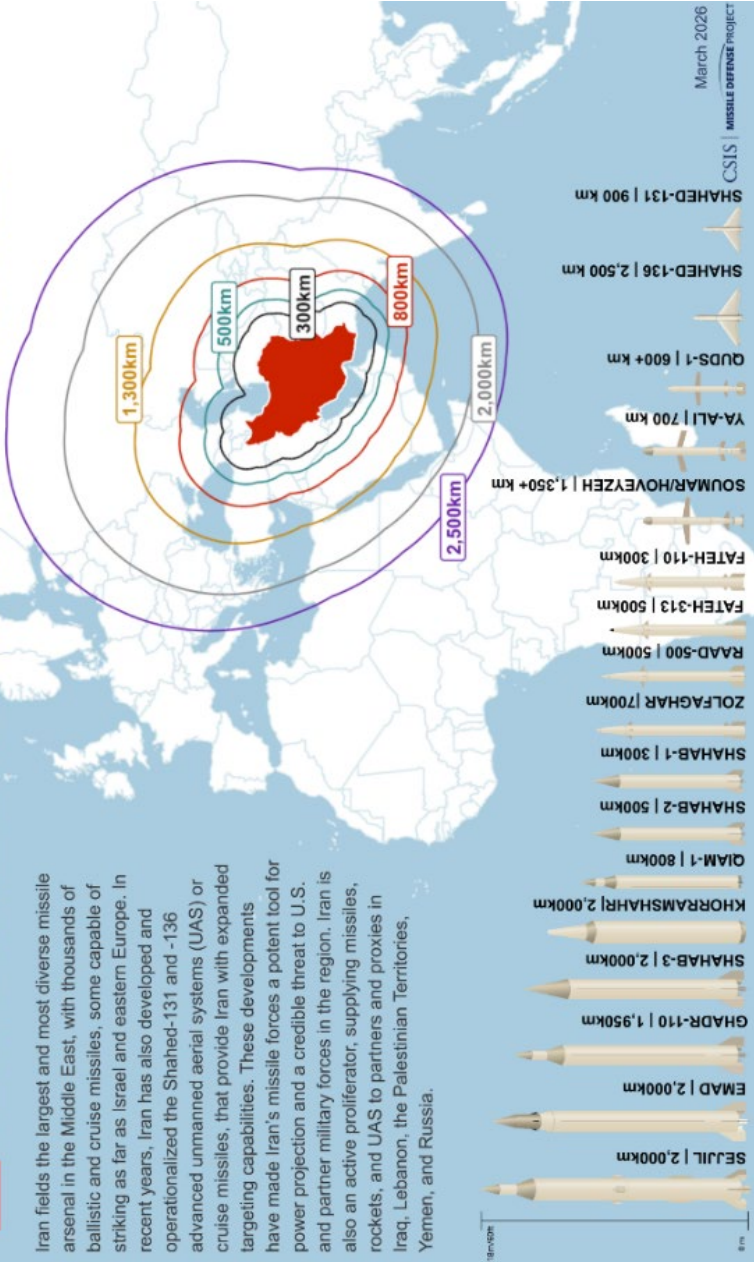 Iran fields the largest and most diverse missile
arsenal in the Middle East, with thousands of
ballistic and cruise missiles, some capable of
striking as far as Israel and eastern Europe. In
recent years, Iran has also developed and
operationalized the Shahed-131 and -136
advanced unmanned aerial systems (UAS) or
cruise missiles, that provide Iran with expanded
targeting capabilities. These developments
have made Iran's missile forces a potent tool for
power projection and a credible threat to U.S.
and partner military forces in the region. Iran is
also an active proliferator, supplying missiles,
rockets, and UAS to partners and proxies in
Iraq, Lebanon, the Palestinian Territories,
Yemen, and Russia.
1,300km
500km
300km
800km
2,000km
2,500km
18m/60ft
0 m
SEJJIL | 2,000km
EMAD | 2,000km
GHADR-110 | 1,950km
SHAHAB-3 | 2,000km
KHORRAMSHAHR| 2,000km
QIAM-1 | 800km
SHAHAB-2 | 500km
SHAHAB-1 | 300km
ZOLFAGHAR |700km
RAAD-500 | 500km
FATEH-313 | 500km
FATEH-110 | 300km
SOUMAR/HOVEYZEH | 1,350+ km
YA-ALI | 700 km
QUDS-1 | 600+ km
SHAHED-136 | 2,500 km
SHAHED-131 | 900 km
March 2026
CSIS | MISSILE DEFENSE PROJECT